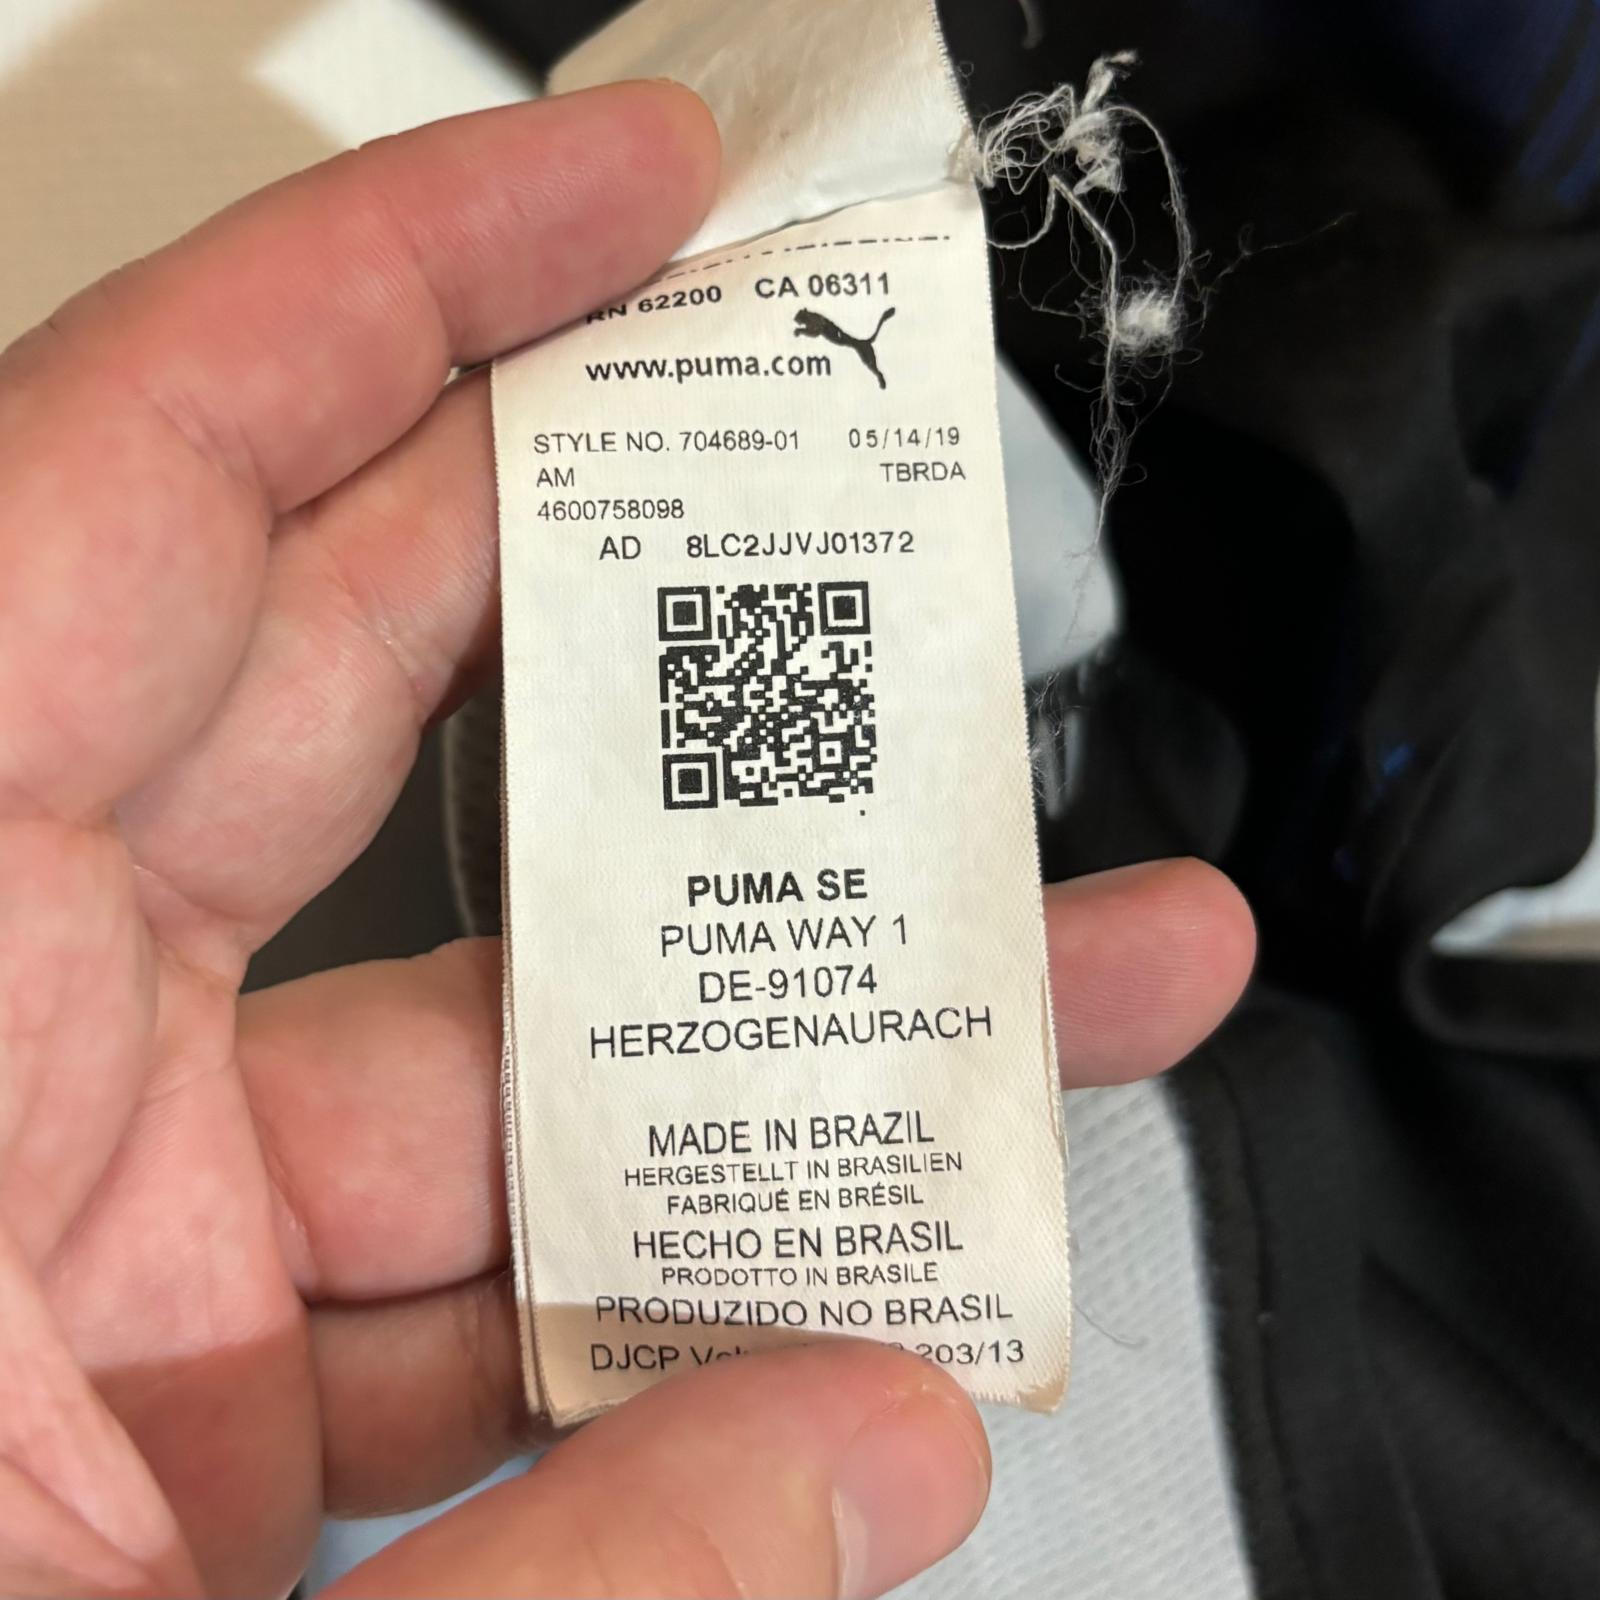 RN 62200 CA 06311
www.puma.com
STYLE NO. 704689-01 05/14/19
AM TBRDA
4600758098
AD 8LC2JJVJ01372
PUMA SE
PUMA WAY 1
DE-91074
HERZOGENAURACH
MADE IN BRAZIL
HERGESTELLT IN BRASILIEN
FABRIQUÉ EN BRÉSIL
HECHO EN BRASIL
PRODOTTO IN BRASILE
PRODUZIDO NO BRASIL
DJCP 203/13